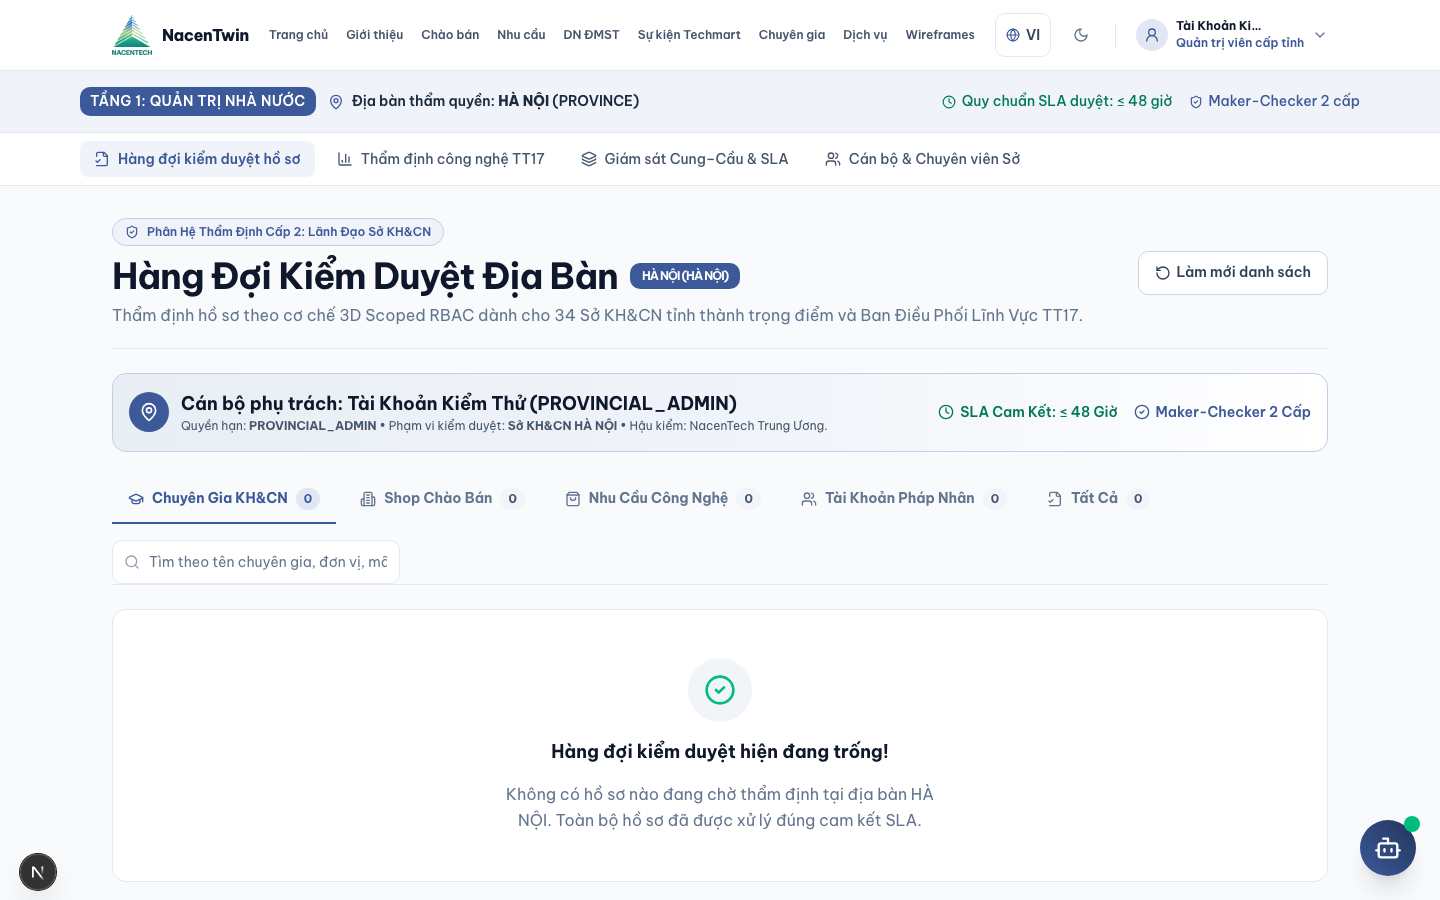 NACENTECH
NacenTwin
Trang chủ
Giới thiệu
Chào bán
Nhu cầu
DN ĐMST
Sự kiện Techmart
Chuyên gia
Dịch vụ
Wireframes
VI
Tài Khoản Ki...
Quản trị viên cấp tỉnh
TẦNG 1: QUẢN TRỊ NHÀ NƯỚC
Địa bàn thẩm quyền: HÀ NỘI (PROVINCE)
Quy chuẩn SLA duyệt: ≤ 48 giờ
Maker-Checker 2 cấp
Hàng đợi kiểm duyệt hồ sơ
Thẩm định công nghệ TT17
Giám sát Cung-Cầu & SLA
Cán bộ & Chuyên viên Sở
Phân Hệ Thẩm Định Cấp 2: Lãnh Đạo Sở KH&CN
Hàng Đợi Kiểm Duyệt Địa Bàn
HÀ NỘI (HÀ NỘI)
Làm mới danh sách
Thẩm định hồ sơ theo cơ chế 3D Scoped RBAC dành cho 34 Sở KH&CN tỉnh thành trọng điểm và Ban Điều Phối Lĩnh Vực TT17.
Cán bộ phụ trách: Tài Khoản Kiểm Thử (PROVINCIAL_ADMIN)
Quyền hạn: PROVINCIAL_ADMIN • Phạm vi kiểm duyệt: Sở KH&CN HÀ NỘI • Hậu kiểm: NacenTech Trung Ương.
SLA Cam Kết: ≤ 48 Giờ
Maker-Checker 2 Cấp
Chuyên Gia KH&CN 0
Shop Chào Bán 0
Nhu Cầu Công Nghệ 0
Tài Khoản Pháp Nhân 0
Tất Cả 0
Tìm theo tên chuyên gia, đơn vị, mã
Hàng đợi kiểm duyệt hiện đang trống!
Không có hồ sơ nào đang chờ thẩm định tại địa bàn HÀ
NỘI. Toàn bộ hồ sơ đã được xử lý đúng cam kết SLA.
N